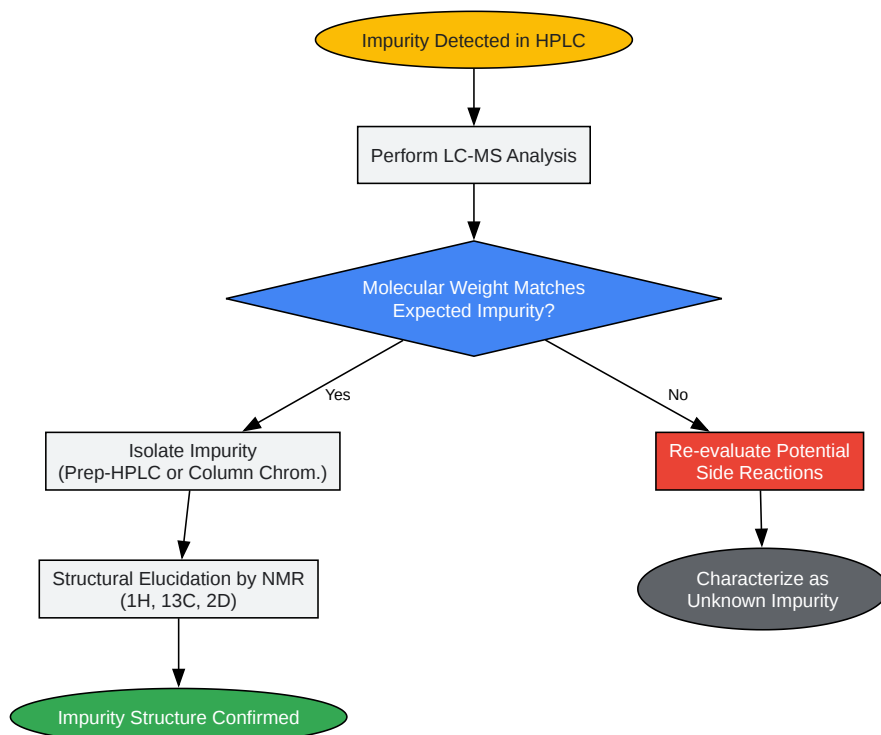 Impurity Detected in HPLC
Perform LC-MS Analysis
Molecular Weight Matches
Expected Impurity?
Yes
No
Isolate Impurity
(Prep-HPLC or Column Chrom.)
Re-evaluate Potential
Side Reactions
Structural Elucidation by NMR
(1H, 13C, 2D)
Characterize as
Unknown Impurity
Impurity Structure Confirmed